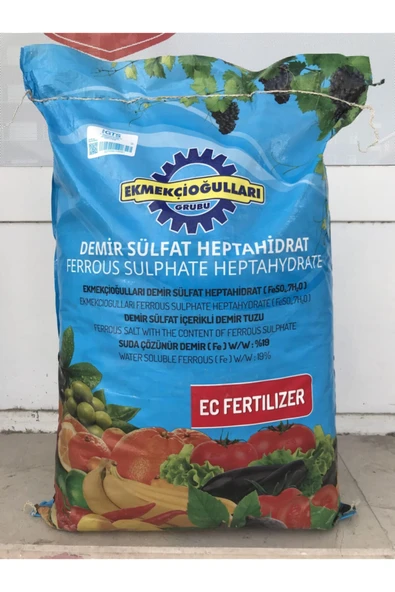 EKMEKÇİOĞULLARI
GRUBU
DEMİR SÜLFAT HEPTAHİDRAT
FERROUS SULPHATE HEPTAHYDRATE
EKMEKÇİOĞULLARI DEMİR SÜLFAT HEPTAHİDRAT ( FeSO₄.7H₂O )
EKMEKÇİOĞULLARI FERROUS SULPHATE HEPTAHYDRATE ( FeSO₄.7H₂O )
DEMİR SÜLFAT İÇERİKLİ DEMİR TUZU
FERROUS SALT WITH THE CONTENT OF FERROUS SULPHATE
SUDA ÇÖZÜNÜR DEMİR ( Fe ) W/W : %19
WATER SOLUBLE FERROUS ( Fe ) W/W : 19%
EC FERTILIZER